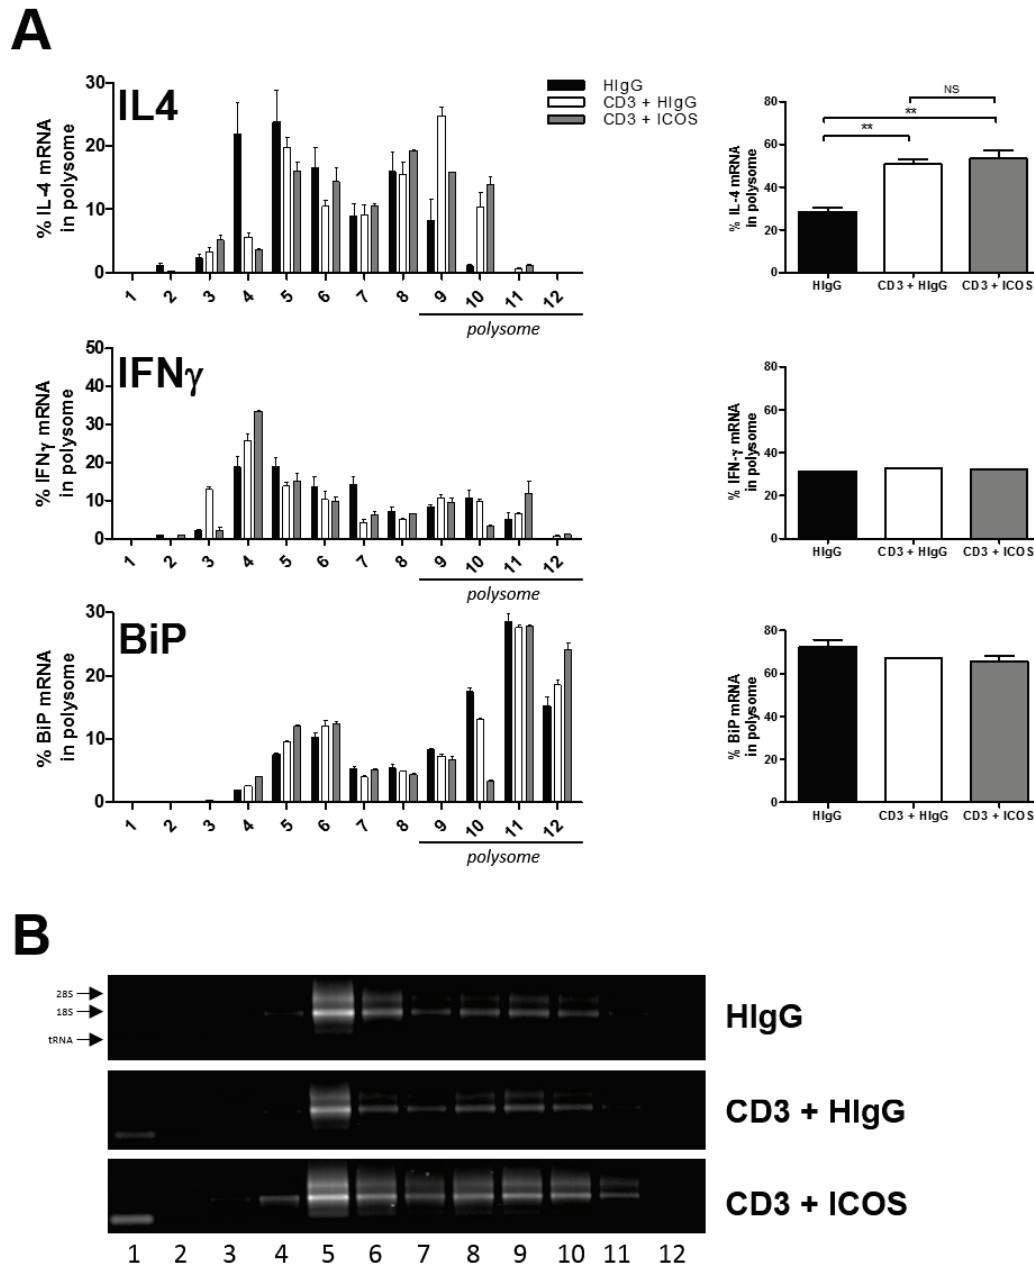 A
IL4
% IL-4 mRNA
in polysome
30
20
10
0
1 2 3 4 5 6 7 8 9 10 11 12
polysome
HIgG
CD3 + HIgG
CD3 + ICOS
% IL-4 mRNA
in polysome
80
60
40
20
0
NS
**
**
HIgG CD3 + HIgG CD3 + ICOS
IFNγ
% IFNγ mRNA
in polysome
50
40
30
20
10
0
1 2 3 4 5 6 7 8 9 10 11 12
polysome
% IFN-γ mRNA
in polysome
80
60
40
20
0
HIgG CD3 + HIgG CD3 + ICOS
BiP
% BiP mRNA
in polysome
30
20
10
0
1 2 3 4 5 6 7 8 9 10 11 12
polysome
% BiP mRNA
in polysome
80
60
40
20
0
HIgG CD3 + HIgG CD3 + ICOS
B
28S
18S
tRNA
HIgG
CD3 + HIgG
CD3 + ICOS
1 2 3 4 5 6 7 8 9 10 11 12